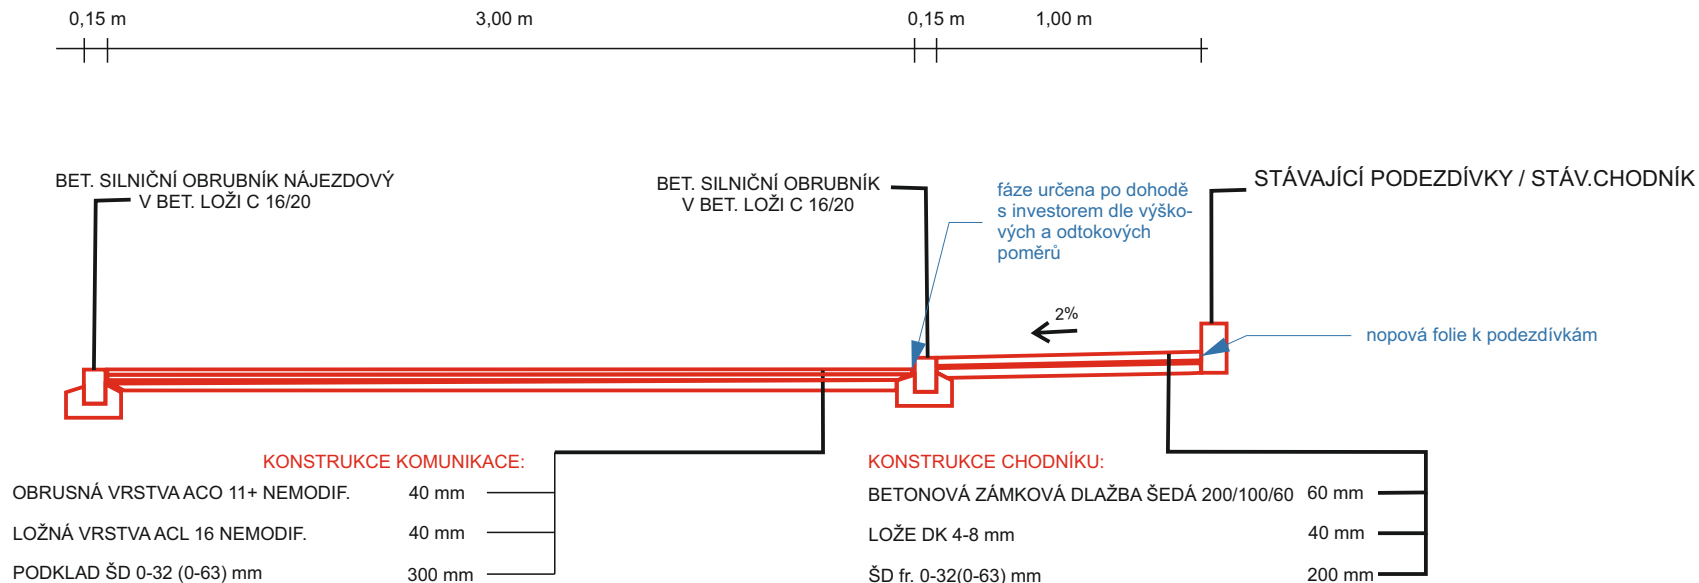 0,15 m 3,00 m 0,15 m 1,00 m
BET. SILNIČNÍ OBRUBNÍK NÁJEZDOVÝ
V BET. LOŽI C 16/20
BET. SILNIČNÍ OBRUBNÍK
V BET. LOŽI C 16/20
fáze určena po dohodě
s investorem dle výško-
vých a odtokových
poměrů
STÁVAJÍCÍ PODEZDÍVKY / STÁV.CHODNÍK
2%
nopová folie k podezdívkám
KONSTRUKCE KOMUNIKACE:
OBRUSNÁ VRSTVA ACO 11+ NEMODIF. 40 mm
LOŽNÁ VRSTVA ACL 16 NEMODIF. 40 mm
PODKLAD ŠD 0-32 (0-63) mm 300 mm
KONSTRUKCE CHODNÍKU:
BETONOVÁ ZÁMKOVÁ DLAŽBA ŠEDÁ 200/100/60 60 mm
LOŽE DK 4-8 mm 40 mm
ŠD fr. 0-32(0-63) mm 200 mm